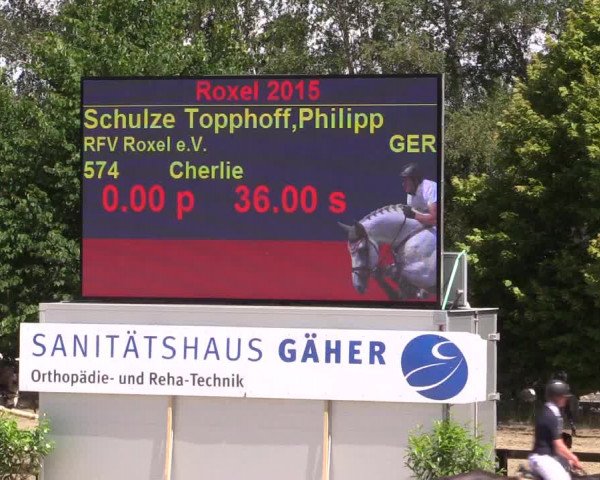 Roxel 2015
Schulze Topphoff,Philipp
RFV Roxel e.V. GER
574 Cherlie
0.00 p 36.00 s
SANITÄTSHAUS GÄHER
Orthopädie- und Reha-Technik